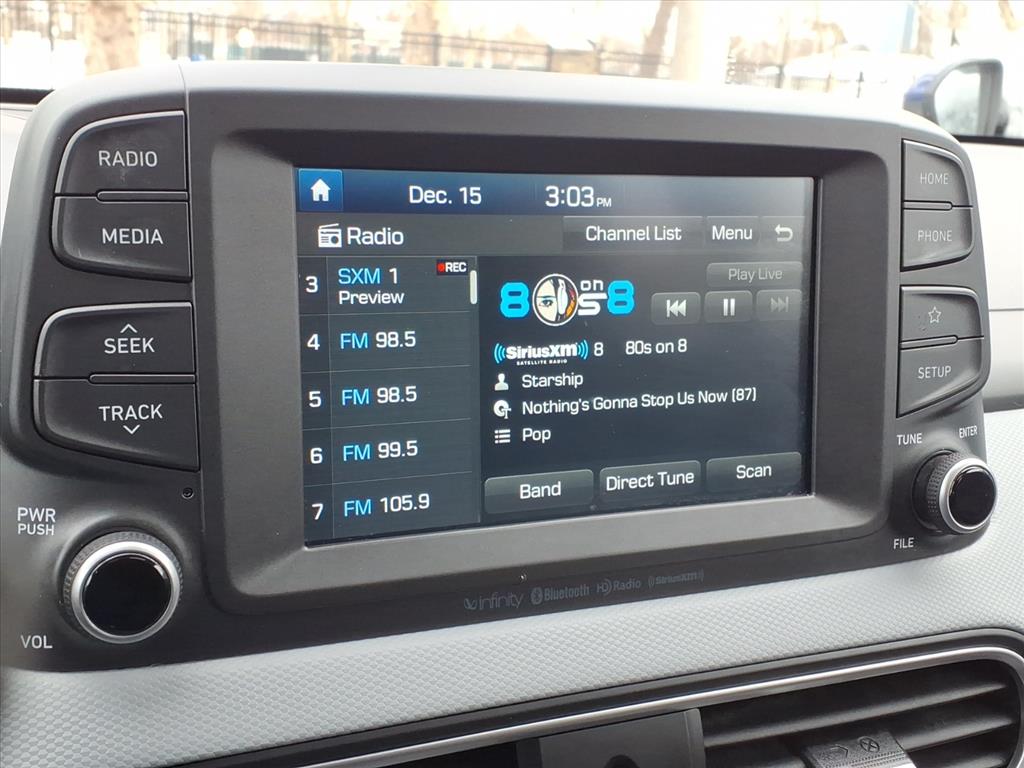 RADIO
MEDIA
SEEK
TRACK
PWR
PUSH
VOL
Dec. 15 3:03PM
Radio Channel List Menu
3 SXM 1 REC
Preview
4 FM 98.5
5 FM 98.5
6 FM 99.5
7 FM 105.9
80s on 8
Play Live
SiriusXM 8 80s on 8
SATELLITE RADIO
Starship
Nothing's Gonna Stop Us Now (87)
Pop
Band Direct Tune Scan
HOME
PHONE
SETUP
TUNE ENTER
FILE
infinity Bluetooth HD Radio SiriusXM